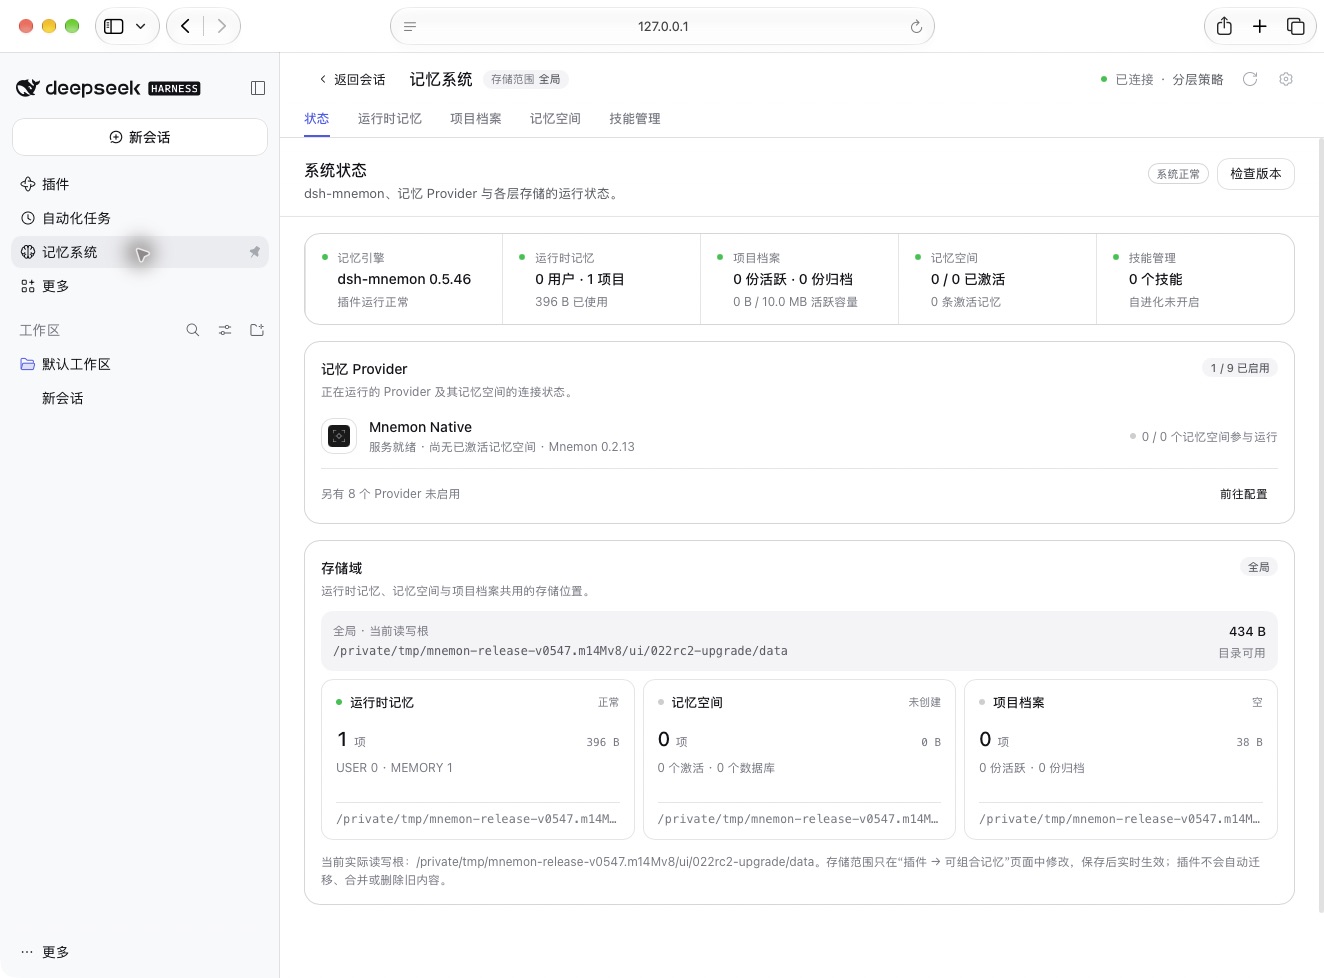 127.0.0.1
deepseek HARNESS
新会话
插件
自动化任务
记忆系统
更多
工作区
默认工作区
新会话
更多
返回会话
记忆系统
存储范围 全局
已连接 · 分层策略
状态
运行时记忆
项目档案
记忆空间
技能管理
系统状态
dsh-mnemon、记忆 Provider 与各层存储的运行状态。
系统正常
检查版本
记忆引擎
dsh-mnemon 0.5.46
插件运行正常
运行时记忆
0 用户 · 1 项目
396 B 已使用
项目档案
0 份活跃 · 0 份归档
0 B / 10.0 MB 活跃容量
记忆空间
0 / 0 已激活
0 条激活记忆
技能管理
0 个技能
自进化未开启
记忆 Provider
1 / 9 已启用
正在运行的 Provider 及其记忆空间的连接状态。
Mnemon Native
服务就绪 · 尚无已激活记忆空间 · Mnemon 0.2.13
0 / 0 个记忆空间参与运行
另有 8 个 Provider 未启用
前往配置
存储域
全局
运行时记忆、记忆空间与项目档案共用的存储位置。
全局 · 当前读写根
434 B
/private/tmp/mnemon-release-v0547.m14Mv8/ui/022rc2-upgrade/data
目录可用
运行时记忆
正常
1 项
396 B
USER 0 · MEMORY 1
/private/tmp/mnemon-release-v0547.m14M…
记忆空间
未创建
0 项
0 B
0 个激活 · 0 个数据库
/private/tmp/mnemon-release-v0547.m14M…
项目档案
空
0 项
38 B
0 份活跃 · 0 份归档
/private/tmp/mnemon-release-v0547.m14M…
当前实际读写根：/private/tmp/mnemon-release-v0547.m14Mv8/ui/022rc2-upgrade/data。存储范围只在“插件 → 可组合记忆”页面中修改，保存后实时生效；插件不会自动迁
移、合并或删除旧内容。